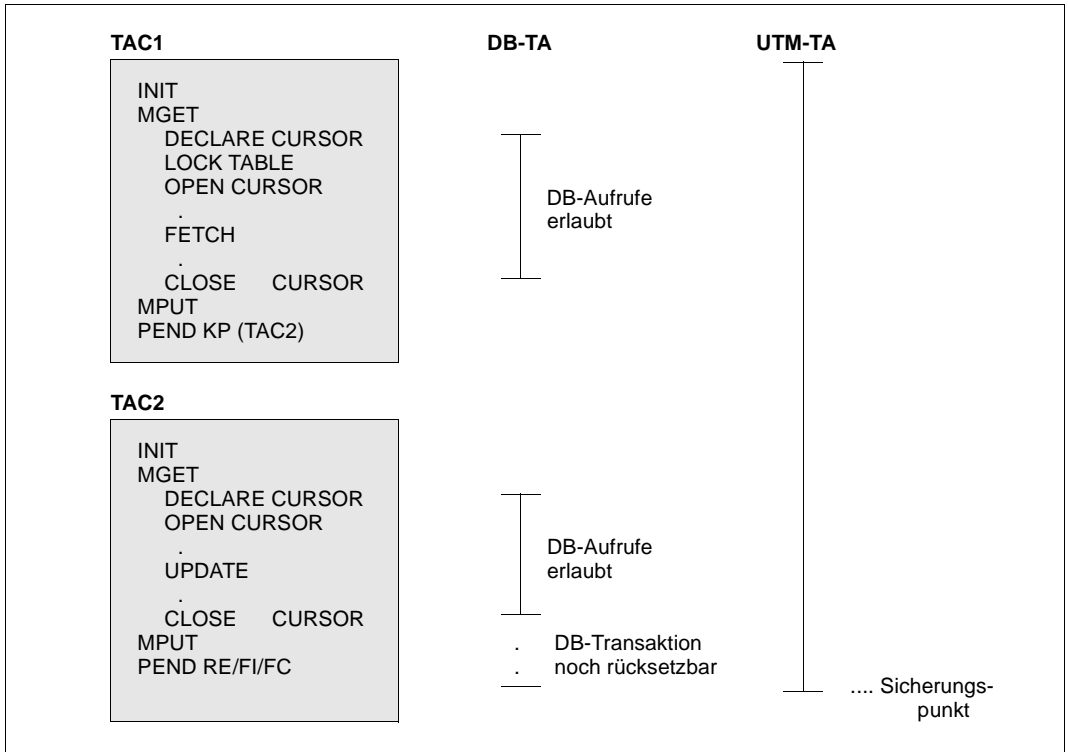 TAC1 DB-TA UTM-TA
INIT
MGET
DECLARE CURSOR
LOCK TABLE
OPEN CURSOR
.
FETCH
.
CLOSE CURSOR
MPUT
PEND KP (TAC2)
DB-Aufrufe
erlaubt
TAC2
INIT
MGET
DECLARE CURSOR
OPEN CURSOR
.
UPDATE
.
CLOSE CURSOR
MPUT
PEND RE/FI/FC
DB-Aufrufe
erlaubt
. DB-Transaktion
. noch rücksetzbar
.... Sicherungs-
punkt